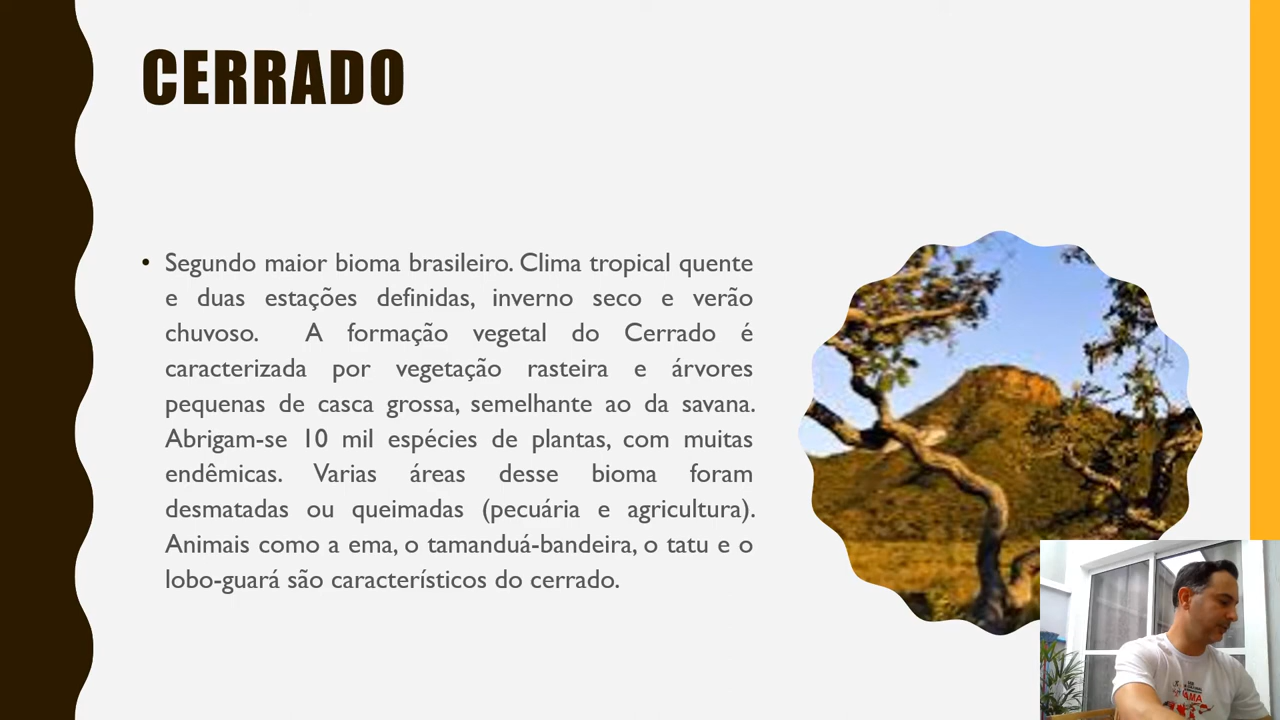 CERRADO
• Segundo maior bioma brasileiro. Clima tropical quente
e duas estações definidas, inverno seco e verão
chuvoso. A formação vegetal do Cerrado é
caracterizada por vegetação rasteira e árvores
pequenas de casca grossa, semelhante ao da savana.
Abrigam-se 10 mil espécies de plantas, com muitas
endêmicas. Varias áreas desse bioma foram
desmatadas ou queimadas (pecuária e agricultura).
Animais como a ema, o tamanduá-bandeira, o tatu e o
lobo-guará são característicos do cerrado.